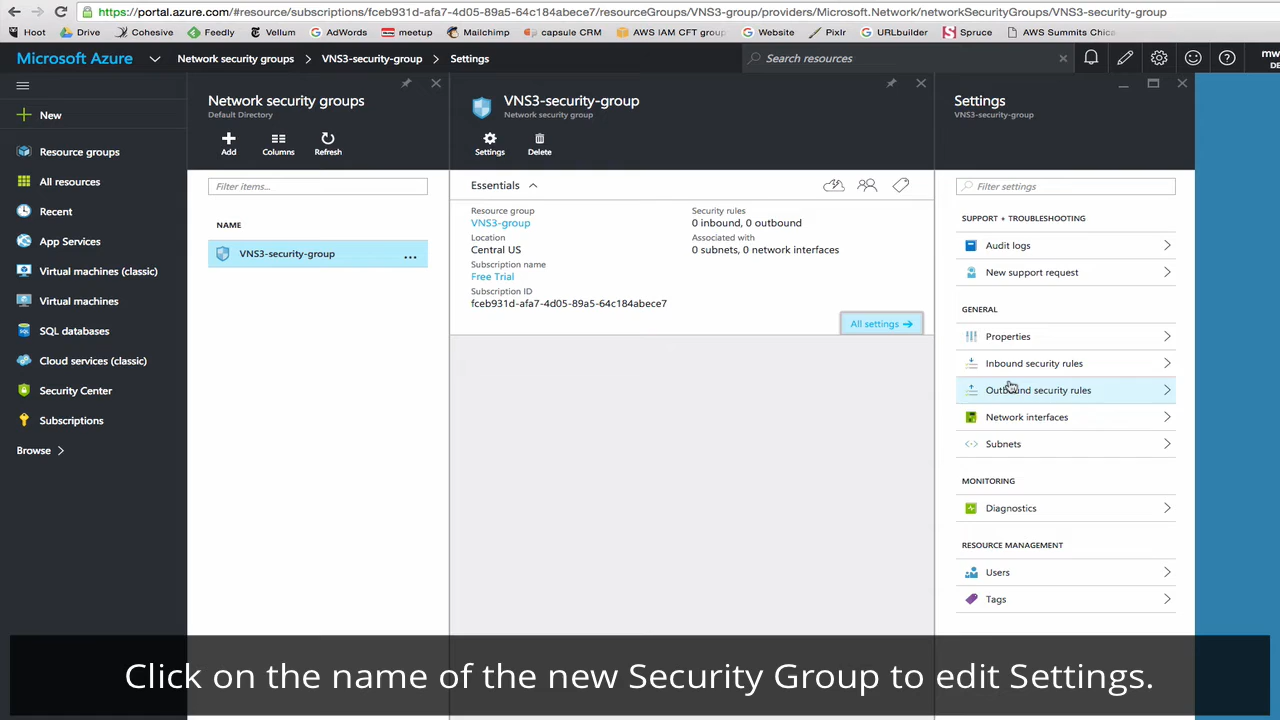 https://portal.azure.com/#resource/subscriptions/fceb931d-afa7-4d05-89a5-64c184abece7/resourceGroups/VNS3-group/providers/Microsoft.Network/networkSecurityGroups/VNS3-security-group
Hoot Drive Cohesive Feedly Vellum AdWords meetup Mailchimp capsule CRM AWS IAM CFT group Website Pixlr URLbuilder Spruce AWS Summits Chica
Microsoft Azure Network security groups VNS3-security-group Settings Search resources mw
DE
New
Resource groups
All resources
Recent
App Services
Virtual machines (classic)
Virtual machines
SQL databases
Cloud services (classic)
Security Center
Subscriptions
Browse
Network security groups
Default Directory
Add Columns Refresh
Filter items...
NAME
VNS3-security-group ...
VNS3-security-group
Network security group
Settings Delete
Essentials
Resource group
VNS3-group
Location
Central US
Subscription name
Free Trial
Subscription ID
fceb931d-afa7-4d05-89a5-64c184abece7
Security rules
0 inbound, 0 outbound
Associated with
0 subnets, 0 network interfaces
All settings
Settings
VNS3-security-group
Filter settings
SUPPORT + TROUBLESHOOTING
Audit logs
New support request
GENERAL
Properties
Inbound security rules
Outbound security rules
Network interfaces
Subnets
MONITORING
Diagnostics
RESOURCE MANAGEMENT
Users
Tags
Click on the name of the new Security Group to edit Settings.